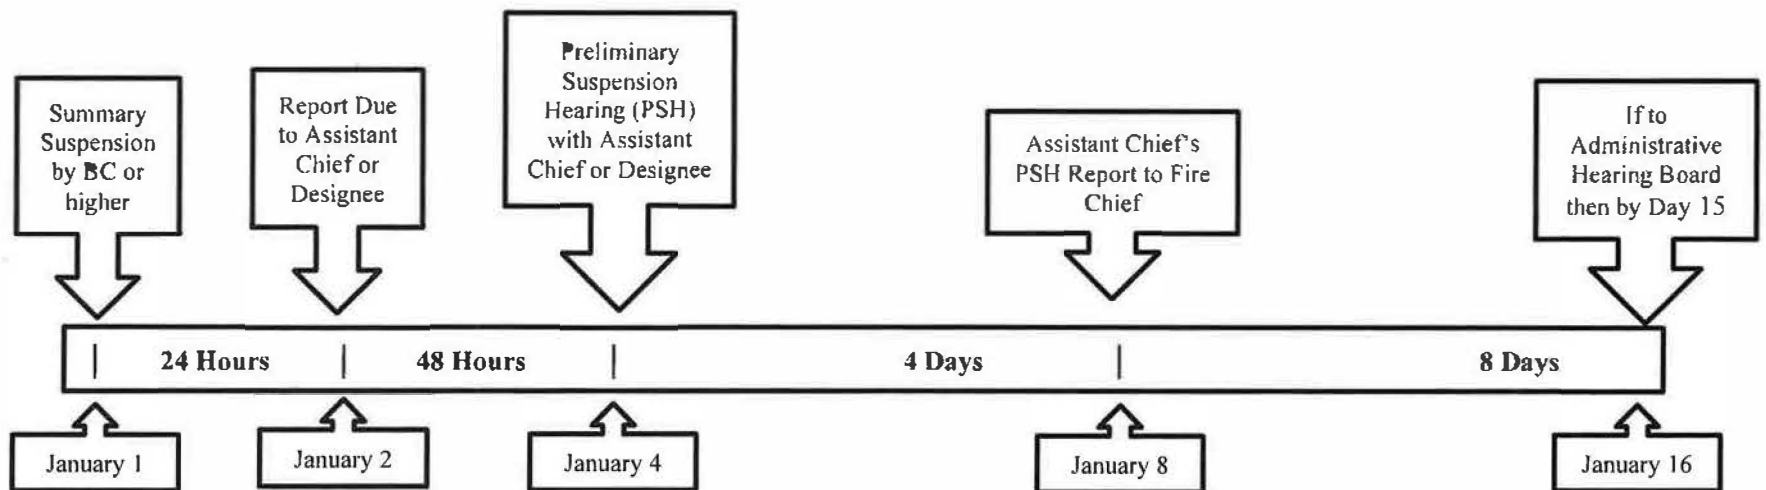 Summary
Suspension
by BC or
higher
Report Due
to Assistant
Chief or
Designee
Preliminary
Suspension
Hearing (PSH)
with Assistant
Chief or Designee
Assistant Chief's
PSH Report to Fire
Chief
If to
Administrative
Hearing Board
then by Day 15
24 Hours
48 Hours
4 Days
8 Days
January 1
January 2
January 4
January 8
January 16